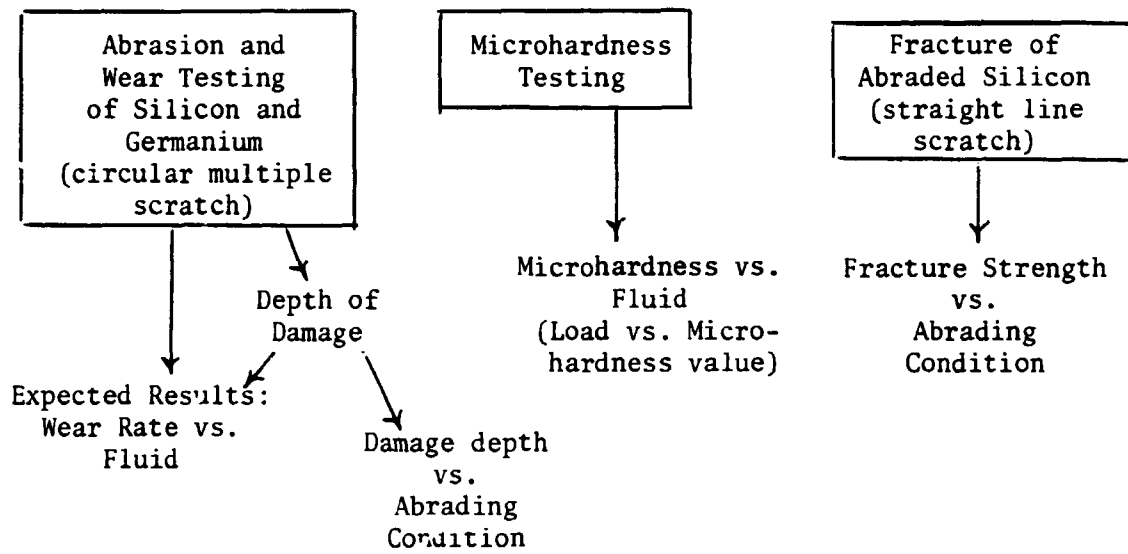 Abrasion and
Wear Testing
of Silicon and
Germanium
(circular multiple
scratch)
Microhardness
Testing
Fracture of
Abraded Silicon
(straight line
scratch)
Depth of
Damage
Expected Results:
Wear Rate vs.
Fluid
Damage depth
vs.
Abrading
Condition
Microhardness vs.
Fluid
(Load vs. Micro-
hardness value)
Fracture Strength
vs.
Abrading
Condition